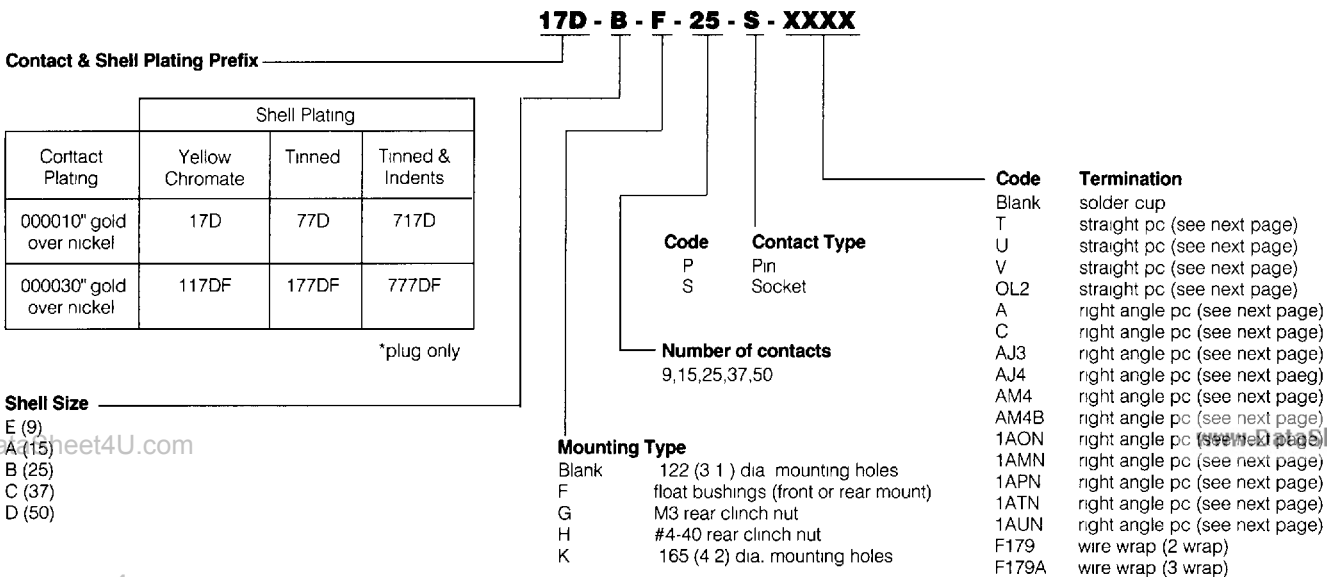 17D - B - F - 25 - S - XXXX
Contact & Shell Plating Prefix
Shell Plating
Conttact Plating
Yellow Chromate
Tinned
Tinned & Indents
000010" gold over nickel
17D
77D
717D
000030" gold over nickel
117DF
177DF
777DF
*plug only
Shell Size
E (9)
A (15)
B (25)
C (37)
D (50)
Mounting Type
Blank 122 (3 1 ) dia mounting holes
F float bushings (front or rear mount)
G M3 rear clinch nut
H #4-40 rear clinch nut
K 165 (4 2) dia. mounting holes
Number of contacts
9,15,25,37,50
Code Contact Type
P Pin
S Socket
Code Termination
Blank solder cup
T straight pc (see next page)
U straight pc (see next page)
V straight pc (see next page)
OL2 straight pc (see next page)
A right angle pc (see next page)
C right angle pc (see next page)
AJ3 right angle pc (see next page)
AJ4 right angle pc (see next paeg)
AM4 right angle pc (see next page)
AM4B right angle pc (see next page)
1AON right angle pc (see next page)
1AMN right angle pc (see next page)
1APN right angle pc (see next page)
1ATN right angle pc (see next page)
1AUN right angle pc (see next page)
F179 wire wrap (2 wrap)
F179A wire wrap (3 wrap)
ataSheet4U.com
www.DataSl